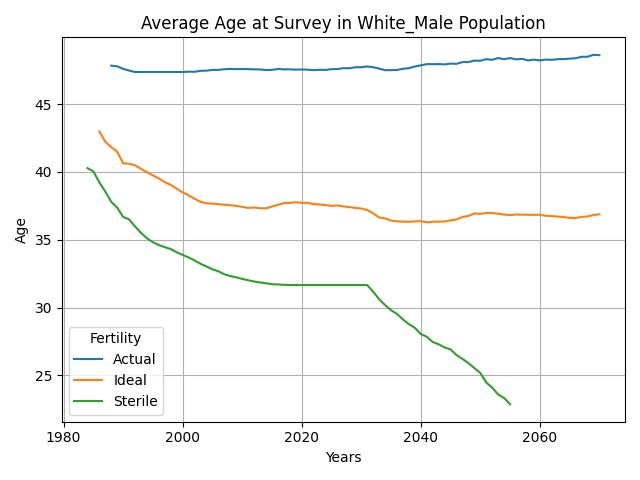 Average Age at Survey in White_Male Population
Age
45
40
35
30
25
Fertility
Actual
Ideal
Sterile
1980
2000
2020
2040
2060
Years